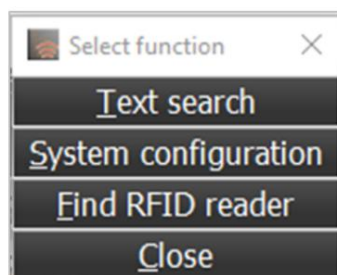 Select function
Text search
System configuration
Find RFID reader
Close